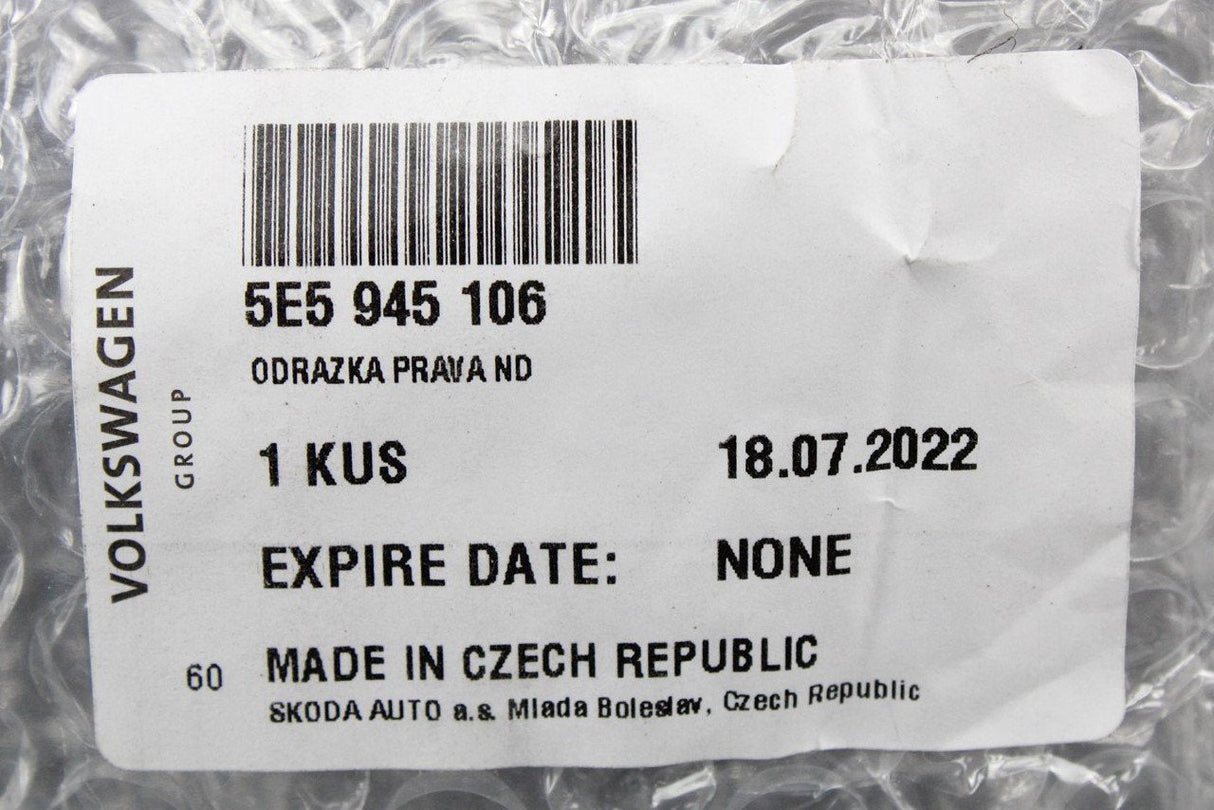 VOLKSWAGEN
GROUP
5E5 945 106
ODRAZKA PRAVA ND
1 KUS 18.07.2022
EXPIRE DATE: NONE
60 MADE IN CZECH REPUBLIC
SKODA AUTO a.s. Mlada Boleslav, Czech Republic